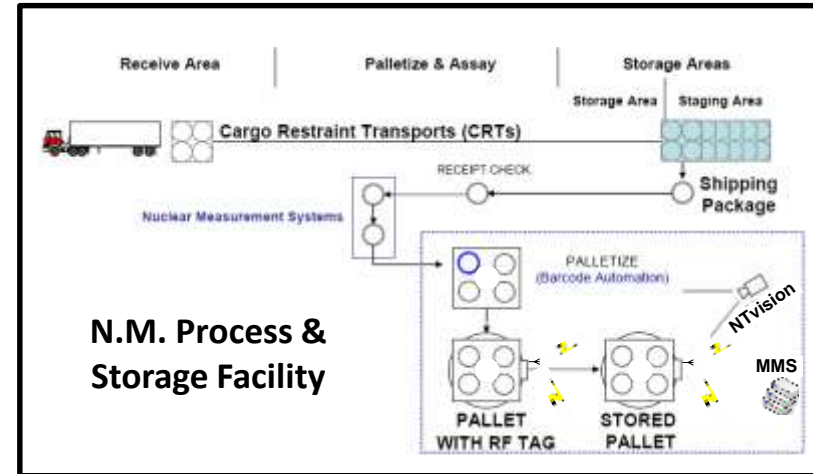 Receive Area
Palletize & Assay
Storage Areas
Storage Area
Staging Area
Cargo Restraint Transports (CRTs)
RECEIPT CHECK
Shipping
Package
Nuclear Measurement Systems
PALLETIZE
(Barcode Automation)
NTvision
N.M. Process &
Storage Facility
MMS
PALLET
WITH RF TAG
STORED
PALLET